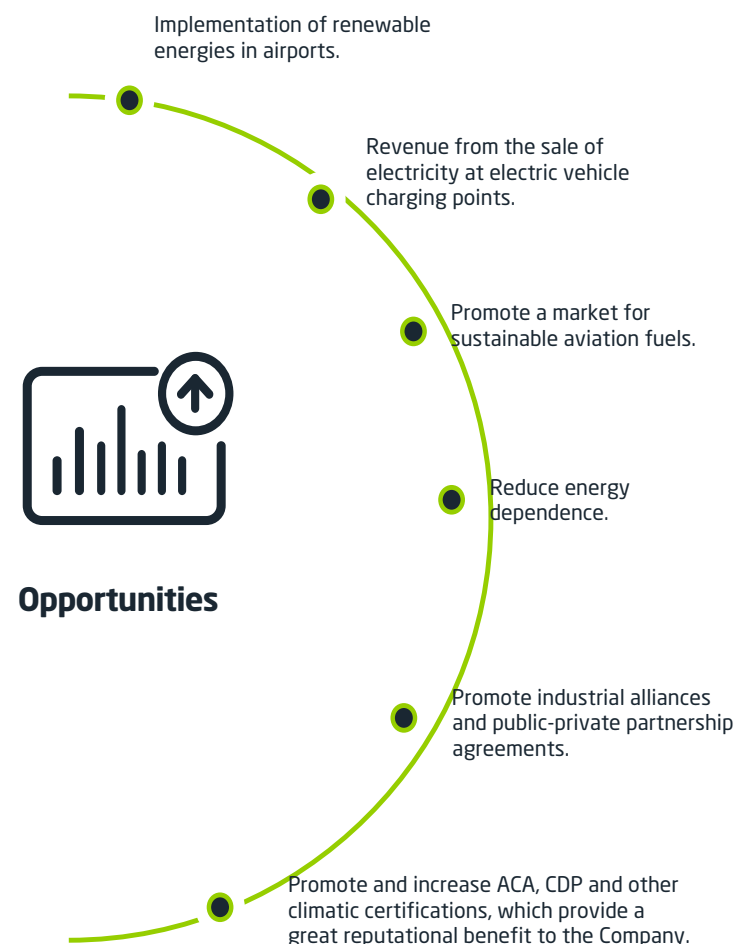 Implementation of renewable
energies in airports.
Revenue from the sale of
electricity at electric vehicle
charging points.
Promote a market for
sustainable aviation fuels.
Reduce energy
dependence.
Opportunities
Promote industrial alliances
and public-private partnership
agreements.
Promote and increase ACA, CDP and other
climatic certifications, which provide a
great reputational benefit to the Company.